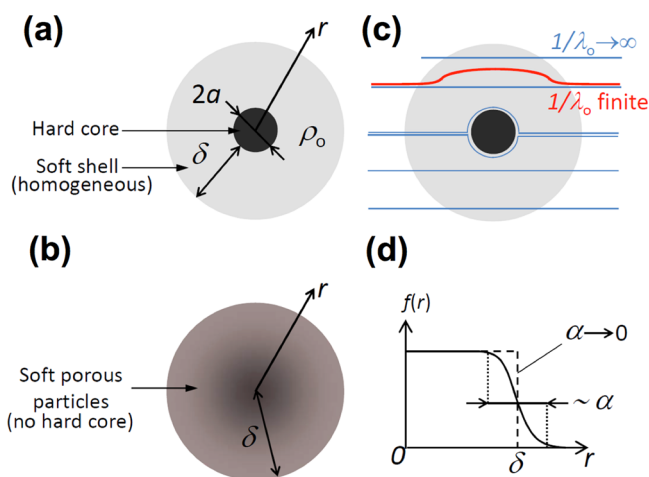 (a)
r
2a
Hard core
ρo
δ
Soft shell
(homogeneous)
(b)
r
Soft porous
particles
(no hard core)
δ
(c)
1/λo→∞
1/λo finite
(d)
f(r)
α→0
~ α
0
δ
r